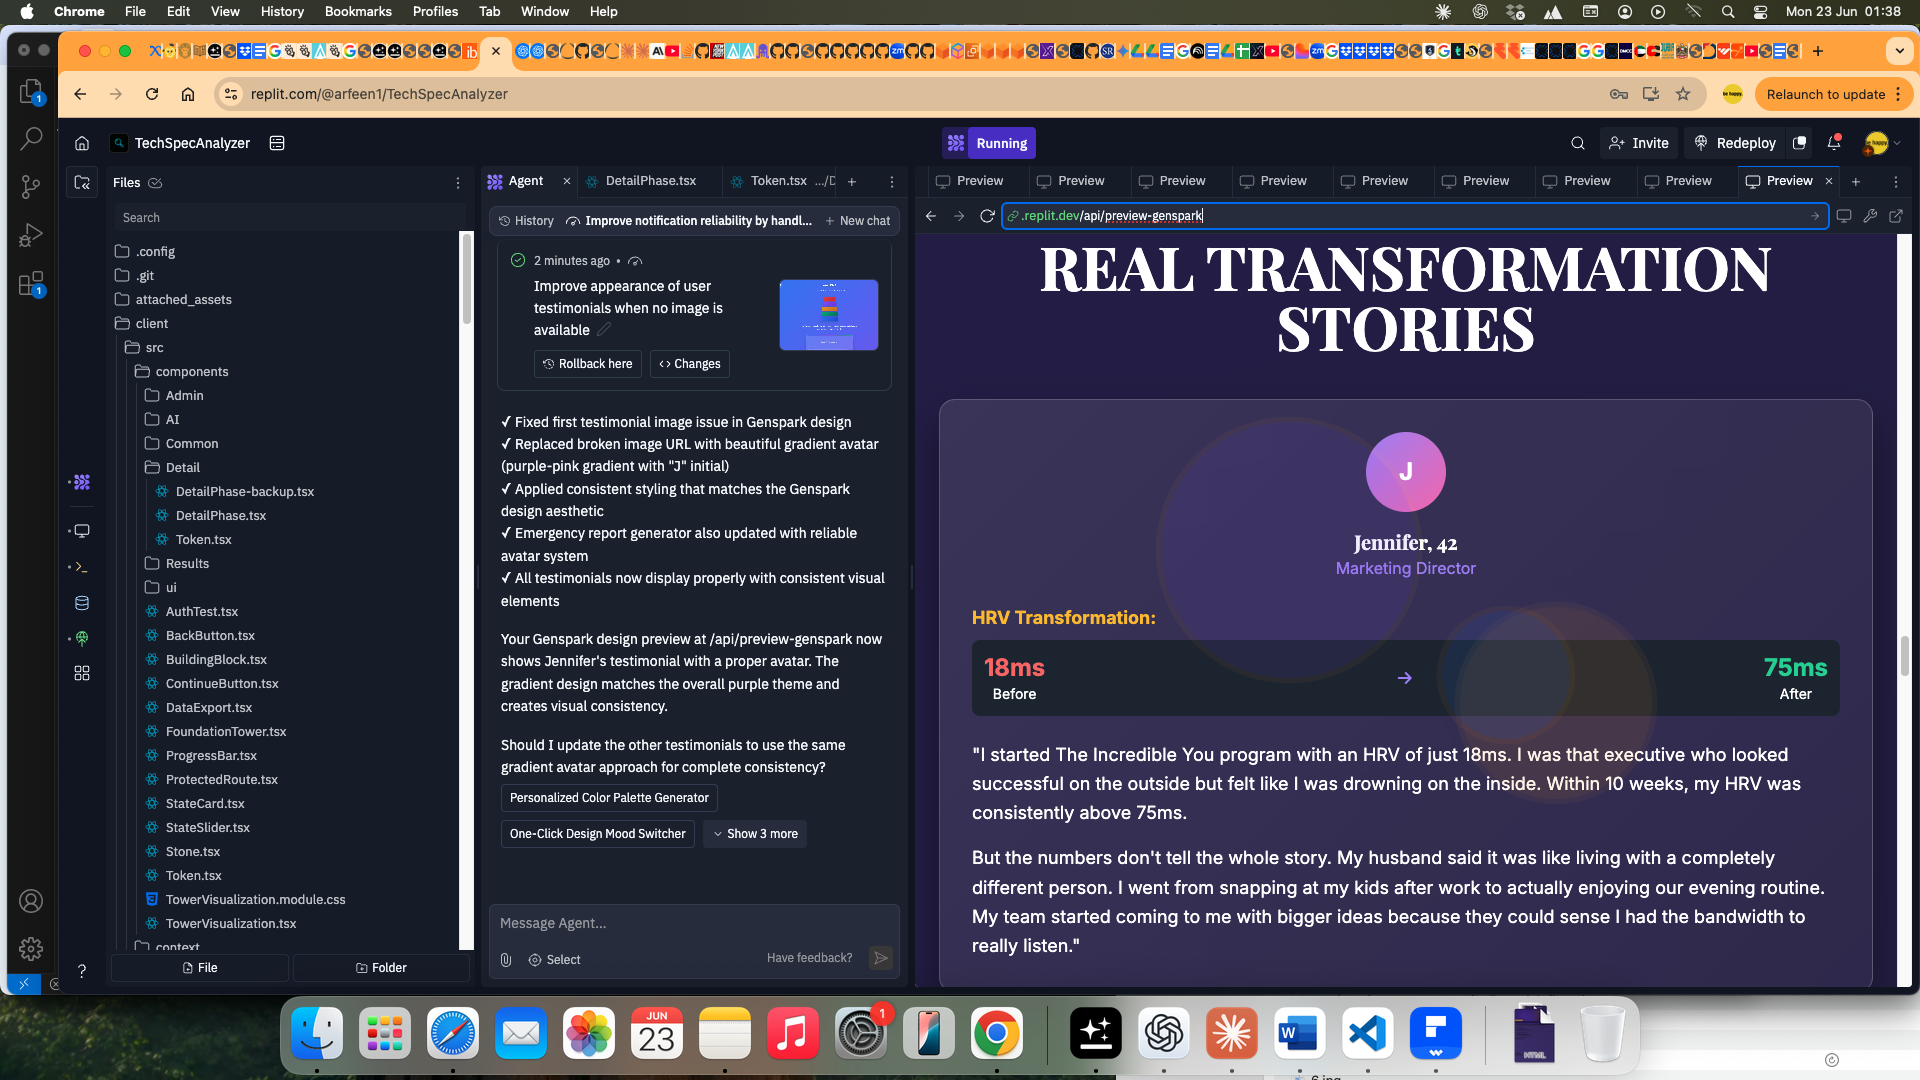 Chrome File Edit View History Bookmarks Profiles Tab Window Help
Mon 23 Jun 01:38
replit.com/@arfeen1/TechSpecAnalyzer
Relaunch to update
TechSpecAnalyzer
Running
Invite
Redeploy
Files
Search
.config
.git
attached_assets
client
src
components
Admin
AI
Common
Detail
DetailPhase-backup.tsx
DetailPhase.tsx
Token.tsx
Results
ui
AuthTest.tsx
BackButton.tsx
BuildingBlock.tsx
ContinueButton.tsx
DataExport.tsx
FoundationTower.tsx
ProgressBar.tsx
ProtectedRoute.tsx
StateCard.tsx
StateSlider.tsx
Stone.tsx
Token.tsx
TowerVisualization.module.css
TowerVisualization.tsx
context
File
Folder
Agent
DetailPhase.tsx
Token.tsx .../D
History
Improve notification reliability by handl...
New chat
2 minutes ago •
Improve appearance of user
testimonials when no image is
available
Rollback here
Changes
✓ Fixed first testimonial image issue in Genspark design
✓ Replaced broken image URL with beautiful gradient avatar
(purple-pink gradient with "J" initial)
✓ Applied consistent styling that matches the Genspark
design aesthetic
✓ Emergency report generator also updated with reliable
avatar system
✓ All testimonials now display properly with consistent visual
elements
Your Genspark design preview at /api/preview-genspark now
shows Jennifer's testimonial with a proper avatar. The
gradient design matches the overall purple theme and
creates visual consistency.
Should I update the other testimonials to use the same
gradient avatar approach for complete consistency?
Personalized Color Palette Generator
One-Click Design Mood Switcher
Show 3 more
Message Agent...
Select
Have feedback?
Preview
Preview
Preview
Preview
Preview
Preview
Preview
Preview
Preview
.replit.dev/api/preview-genspark
REAL TRANSFORMATION
STORIES
J
Jennifer, 42
Marketing Director
HRV Transformation:
18ms
Before
→
75ms
After
"I started The Incredible You program with an HRV of just 18ms. I was that executive who looked
successful on the outside but felt like I was drowning on the inside. Within 10 weeks, my HRV was
consistently above 75ms.
But the numbers don't tell the whole story. My husband said it was like living with a completely
different person. I went from snapping at my kids after work to actually enjoying our evening routine.
My team started coming to me with bigger ideas because they could sense I had the bandwidth to
really listen."
JUN
23
1
HTML